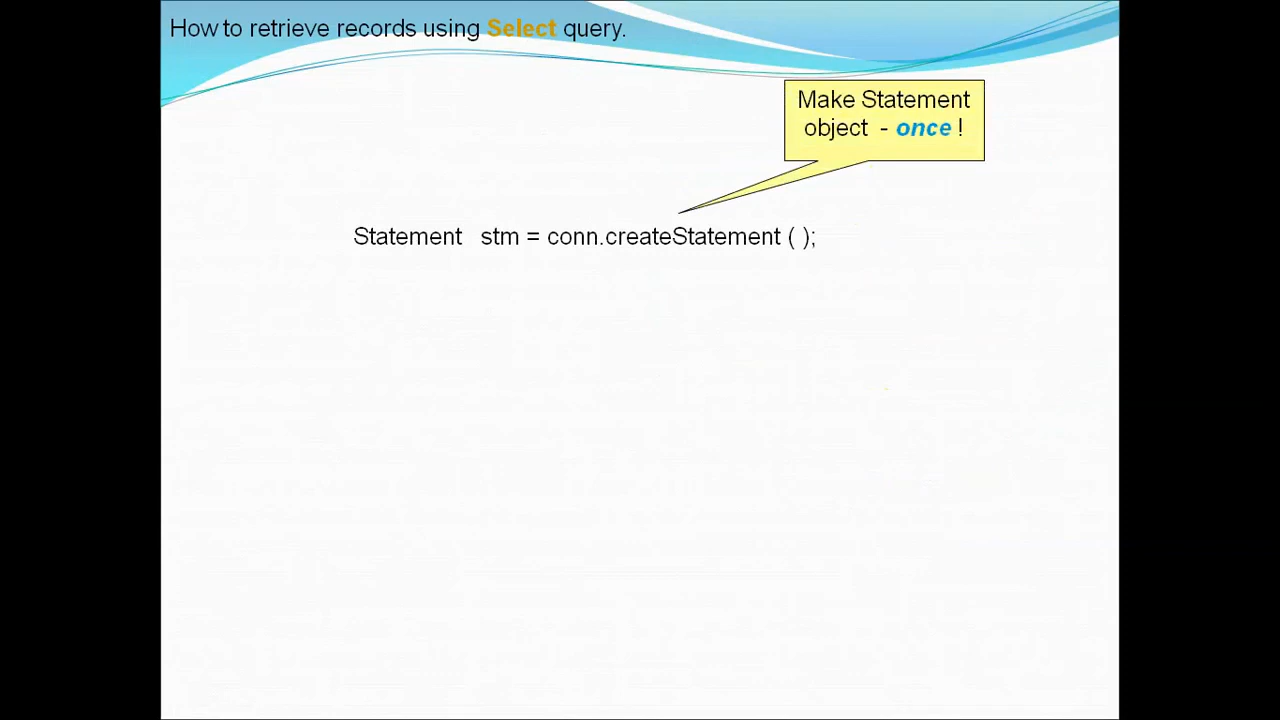 How to retrieve records using Select query.
Make Statement
object - once !
Statement stm = conn.createStatement ( );